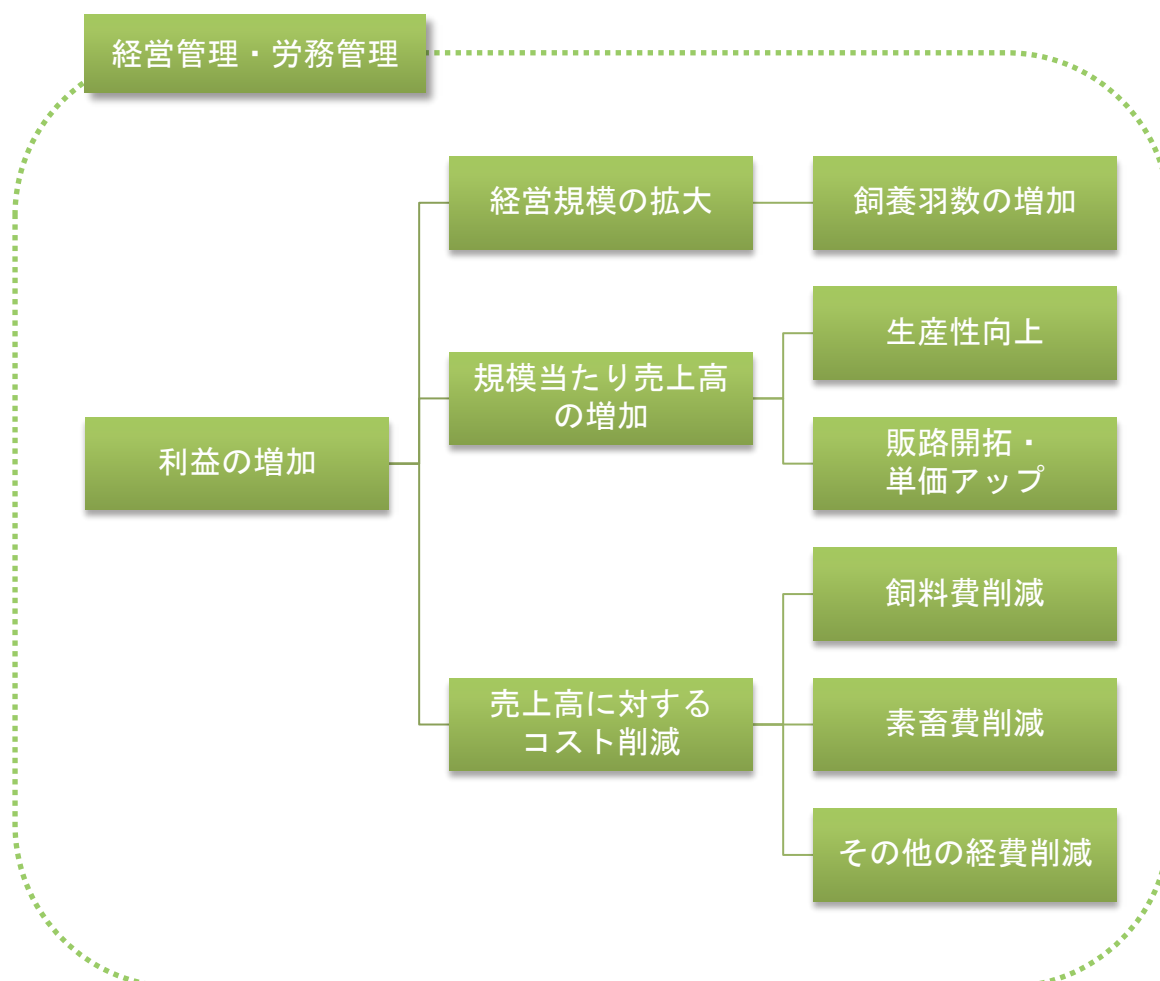 経営管理・労務管理
経営規模の拡大
飼養羽数の増加
生産性向上
規模当たり売上高
の増加
販路開拓・
単価アップ
利益の増加
飼料費削減
売上高に対する
コスト削減
素畜費削減
その他の経費削減